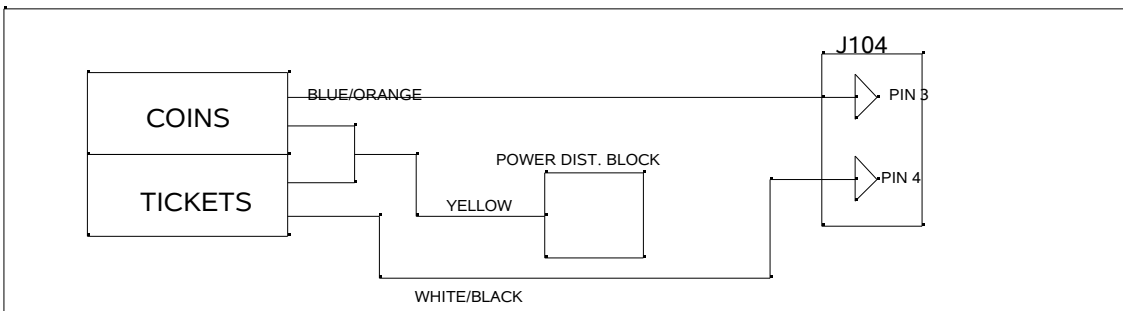 J104
BLUE/ORANGE
PIN 3
COINS
POWER DIST. BLOCK
PIN 4
TICKETS
YELLOW
WHITE/BLACK